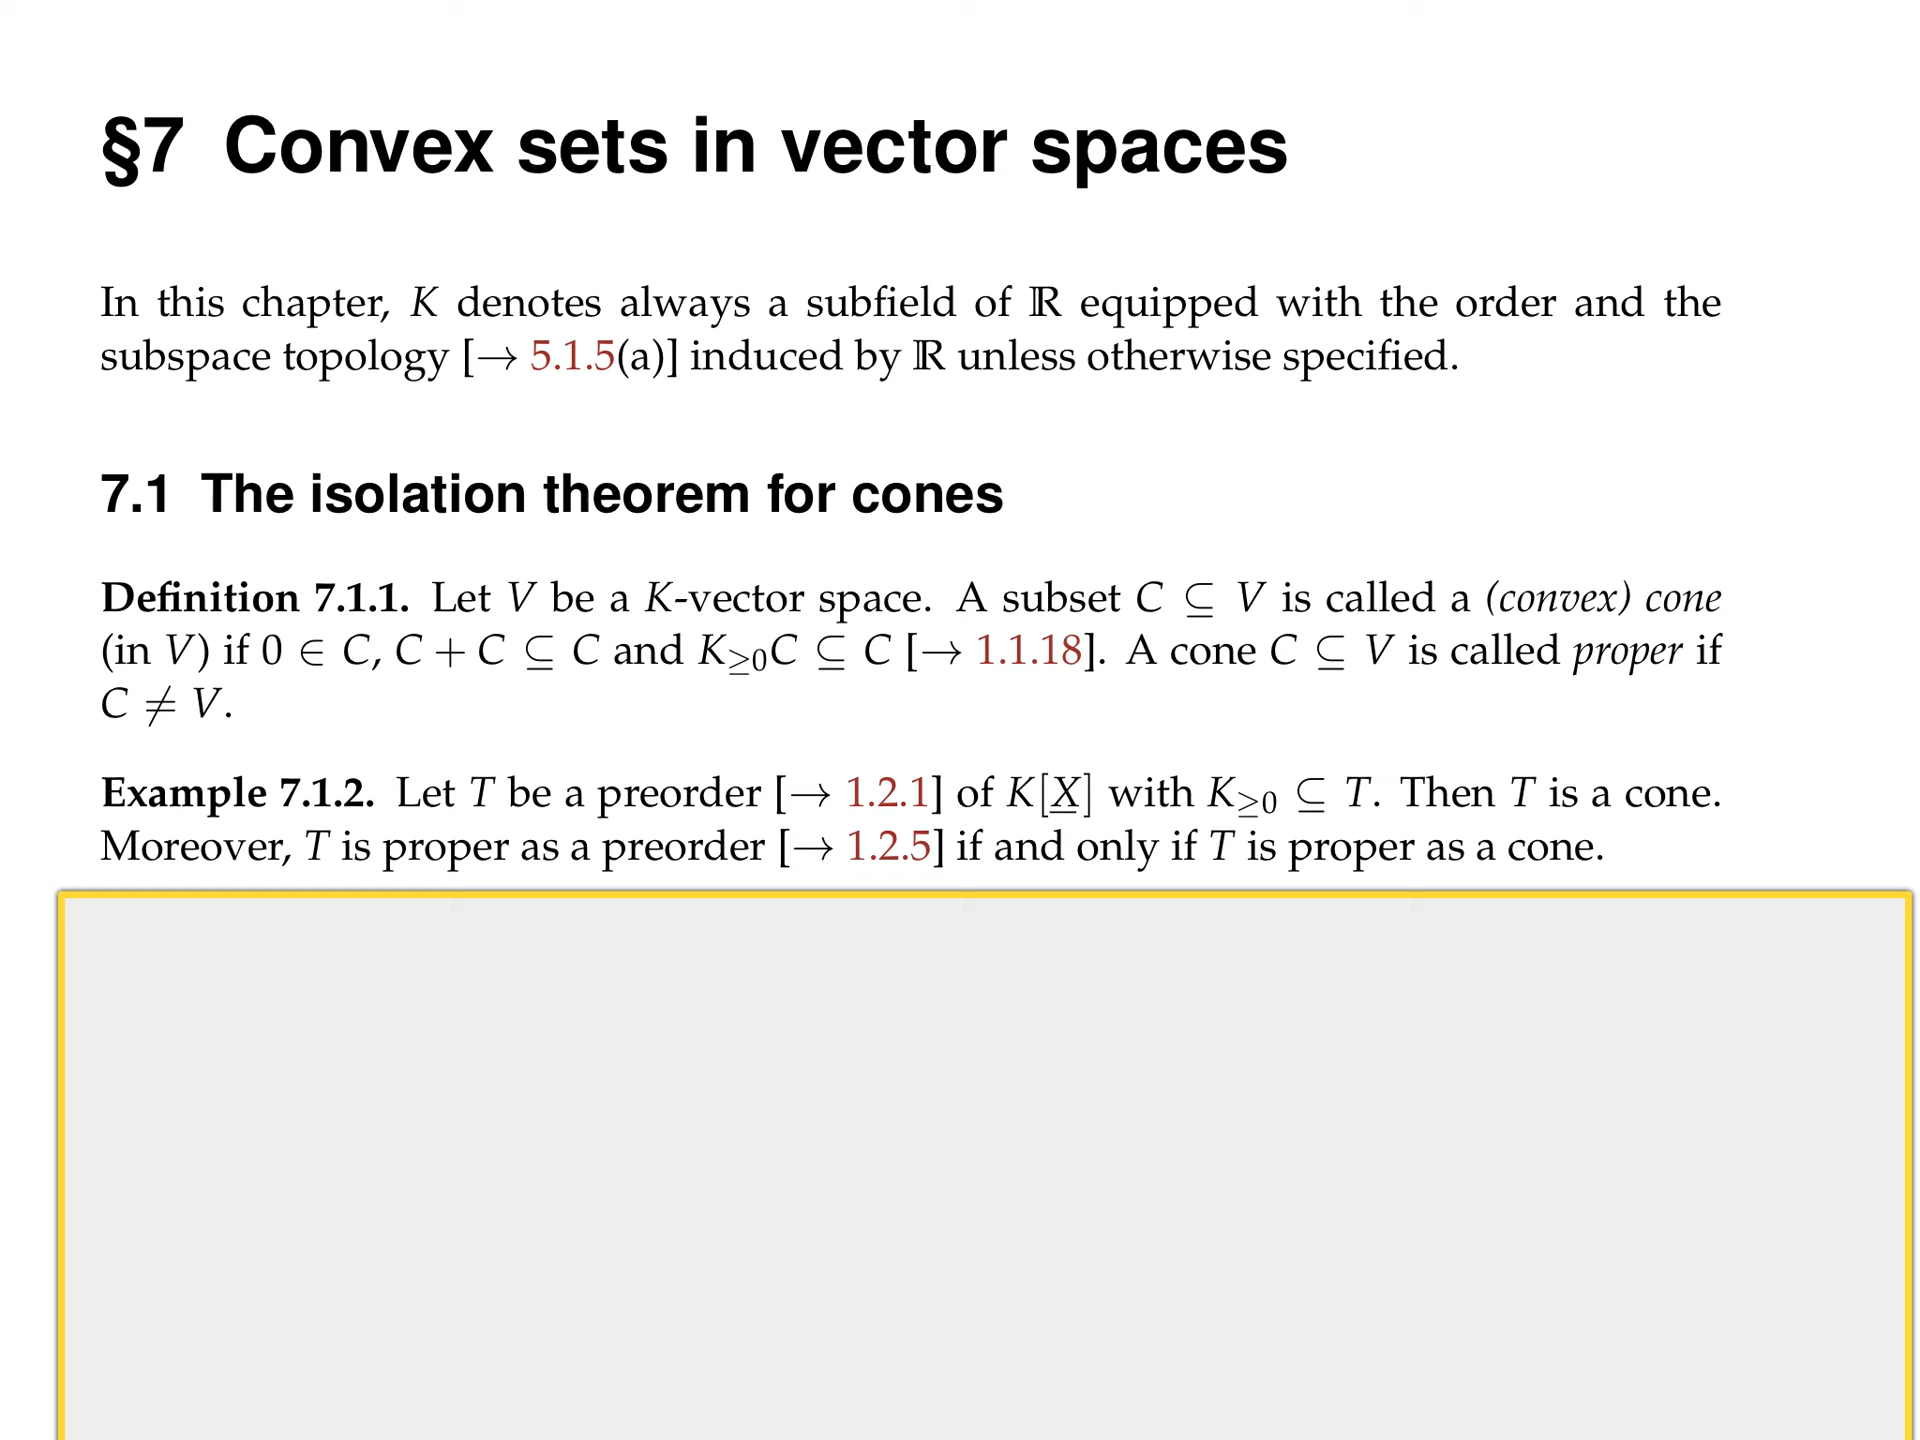 §7 Convex sets in vector spaces
In this chapter, K denotes always a subfield of ℝ equipped with the order and the
subspace topology [→ 5.1.5(a)] induced by ℝ unless otherwise specified.
7.1 The isolation theorem for cones
Definition 7.1.1. Let V be a K-vector space. A subset C ⊆ V is called a (convex) cone
(in V) if 0 ∈ C, C + C ⊆ C and K≥0C ⊆ C [→ 1.1.18]. A cone C ⊆ V is called proper if
C ≠ V.
Example 7.1.2. Let T be a preorder [→ 1.2.1] of K[X] with K≥0 ⊆ T. Then T is a cone.
Moreover, T is proper as a preorder [→ 1.2.5] if and only if T is proper as a cone.